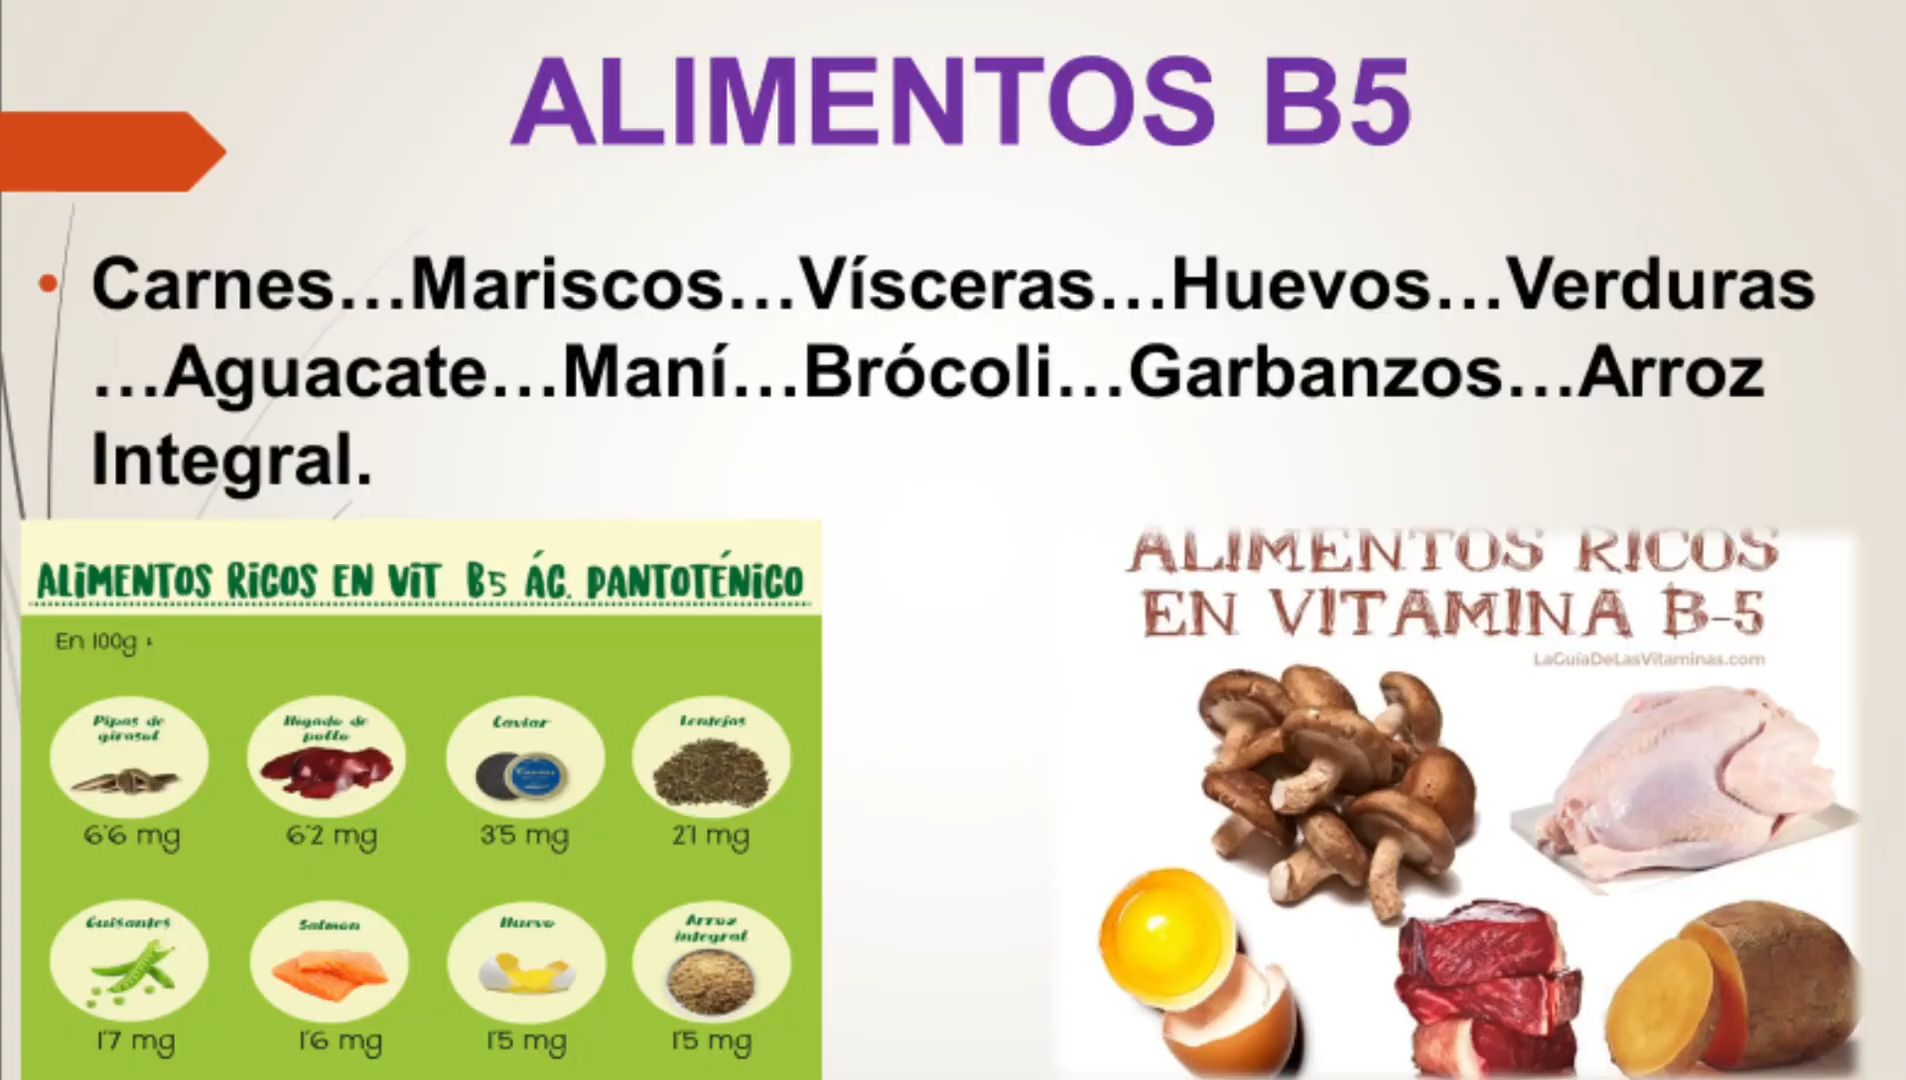 ALIMENTOS B5
• Carnes…Mariscos…Vísceras…Huevos…Verduras
…Aguacate…Maní…Brócoli…Garbanzos…Arroz
Integral.
ALIMENTOS RICOS EN VIT B5 ÁC. PANTOTÉNICO
En 100g :
Pipas de
girasol
6'6 mg
Hígado de
pollo
6'2 mg
Caviar
3'5 mg
Lentejas
2'1 mg
Guisantes
1'7 mg
Salmón
1'6 mg
Huevo
1'5 mg
Arroz
integral
1'5 mg
ALIMENTOS RICOS
EN VITAMINA B-5
LaGuíaDeLasVitaminas.com